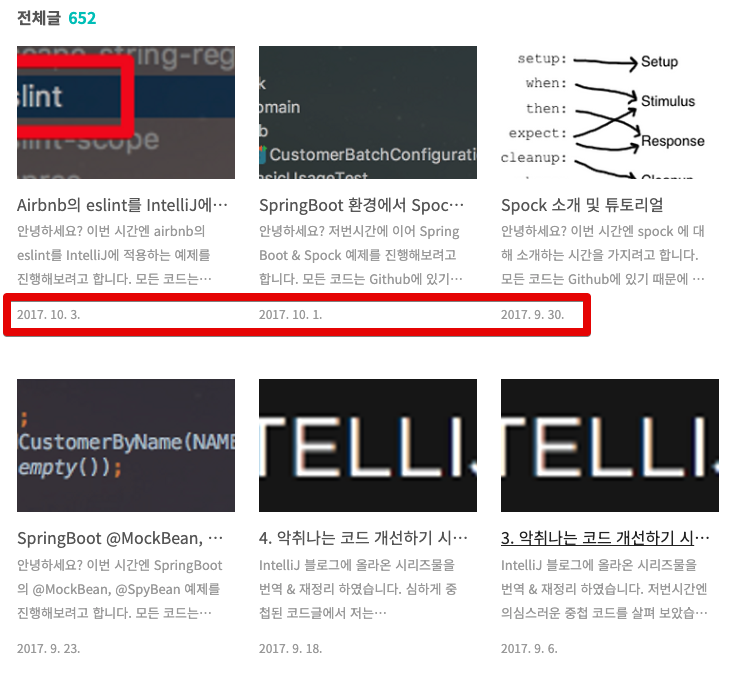 전체글 652
slint
CustomerBatchConfigurati
setup:
when:
then:
expect:
cleanup:
Setup
Stimulus
Response
Airbnb의 eslint를 IntelliJ에…
안녕하세요? 이번 시간엔 airbnb의
eslint를 IntelliJ에 적용하는 예제를
진행해보려고 합니다. 모든 코드는…
2017. 10. 3.
SpringBoot 환경에서 Spoc…
안녕하세요? 저번시간에 이어 Spring
Boot & Spock 예제를 진행해보려고
합니다. 모든 코드는 Github에 있기…
2017. 10. 1.
Spock 소개 및 튜토리얼
안녕하세요? 이번 시간엔 spock 에 대
해 소개하는 시간을 가지려고 합니다.
모든 코드는 Github에 있기 때문에 …
2017. 9. 30.
;
CustomerByName(NAME
empty());
TELLIJ
TELLIJ
SpringBoot @MockBean, …
안녕하세요? 이번 시간엔 SpringBoot
의 @MockBean, @SpyBean 예제를
진행해보려고 합니다. 모든 코드는…
2017. 9. 23.
4. 악취나는 코드 개선하기 시…
IntelliJ 블로그에 올라온 시리즈물을
번역 & 재정리 하였습니다. 심하게 중
첩된 코드글에서 저는…
2017. 9. 18.
3. 악취나는 코드 개선하기 시…
IntelliJ 블로그에 올라온 시리즈물을
번역 & 재정리 하였습니다. 저번시간엔
의심스러운 중첩 코드를 살펴 보았습…
2017. 9. 6.